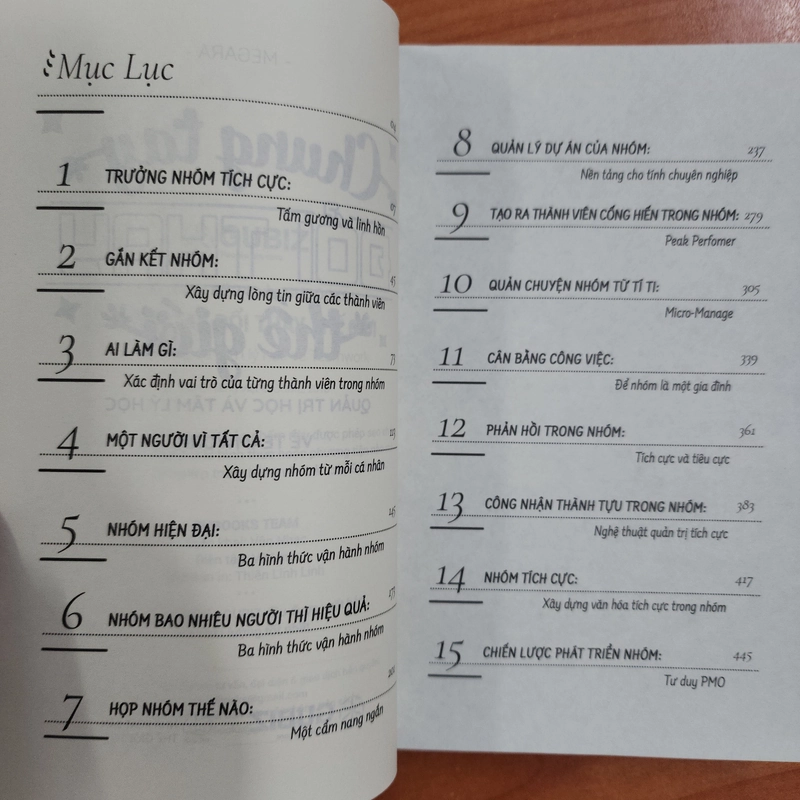 Mục Lục
1 TRƯỞNG NHÓM TÍCH CỰC:
Tấm gương và linh hồn
2 GẮN KẾT NHÓM: 45
Xây dựng lòng tin giữa các thành viên
3 AI LÀM GÌ: 73
Xác định vai trò của từng thành viên trong nhóm
4 MỘT NGƯỜI VÌ TẤT CẢ:
Xây dựng nhóm từ mỗi cá nhân
5 NHÓM HIỆN ĐẠI:
Ba hình thức vận hành nhóm
6 NHÓM BAO NHIÊU NGƯỜI THÌ HIỆU QUẢ:
Ba hình thức vận hành nhóm
7 HỌP NHÓM THẾ NÀO:
Một cẩm nang ngắn
8 QUẢN LÝ DỰ ÁN CỦA NHÓM: 237
Nền tảng cho tính chuyên nghiệp
9 TẠO RA THÀNH VIÊN CỐNG HIẾN TRONG NHÓM: 279
Peak Perfomer
10 QUẢN CHUYỆN NHÓM TỪ TÍ TI: 305
Micro-Manage
11 CÂN BẰNG CÔNG VIỆC: 339
Để nhóm là một gia đình
12 PHẢN HỒI TRONG NHÓM: 361
Tích cực và tiêu cực
13 CÔNG NHẬN THÀNH TỰU TRONG NHÓM: 383
Nghệ thuật quản trị tích cực
14 NHÓM TÍCH CỰC: 417
Xây dựng văn hóa tích cực trong nhóm
15 CHIẾN LƯỢC PHÁT TRIỂN NHÓM: 445
Tư duy PMO